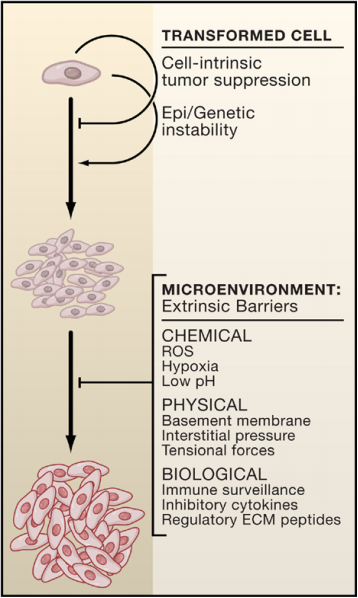 TRANSFORMED CELL
Cell-intrinsic
tumor suppression
Epi/Genetic
instability
MICROENVIRONMENT:
Extrinsic Barriers
CHEMICAL
ROS
Hypoxia
Low pH
PHYSICAL
Basement membrane
Interstitial pressure
Tensional forces
BIOLOGICAL
Immune surveillance
Inhibitory cytokines
Regulatory ECM peptides